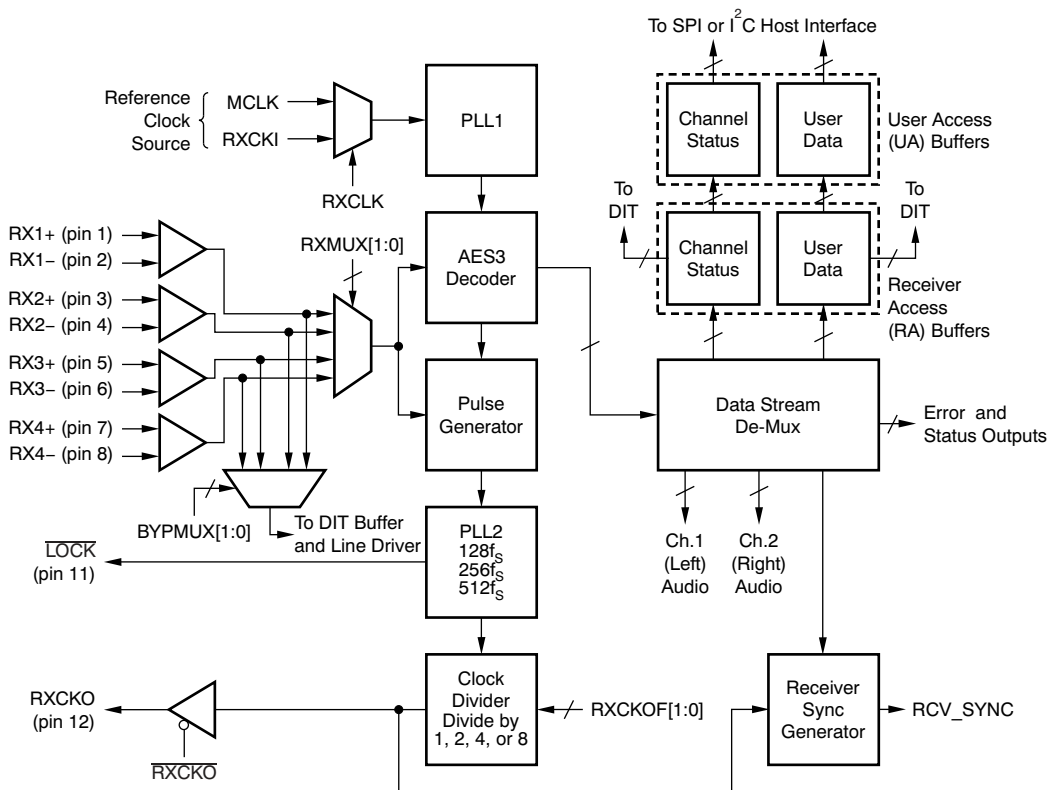 To SPI or I2C Host Interface
Reference
Clock
Source
MCLK
RXCKI
RXCLK
PLL1
Channel
Status
User
Data
User Access
(UA) Buffers
To
DIT
Channel
Status
User
Data
To
DIT
Receiver
Access
(RA) Buffers
RX1+ (pin 1)
RX1− (pin 2)
RX2+ (pin 3)
RX2− (pin 4)
RX3+ (pin 5)
RX3− (pin 6)
RX4+ (pin 7)
RX4− (pin 8)
RXMUX[1:0]
AES3
Decoder
Pulse
Generator
Data Stream
De-Mux
Error and
Status Outputs
BYPMUX[1:0]
To DIT Buffer
and Line Driver
LOCK
(pin 11)
PLL2
128fS
256fS
512fS
Ch.1
(Left)
Audio
Ch.2
(Right)
Audio
RXCKO
(pin 12)
RXCKO
Clock
Divider
Divide by
1, 2, 4, or 8
RXCKOF[1:0]
Receiver
Sync
Generator
RCV_SYNC